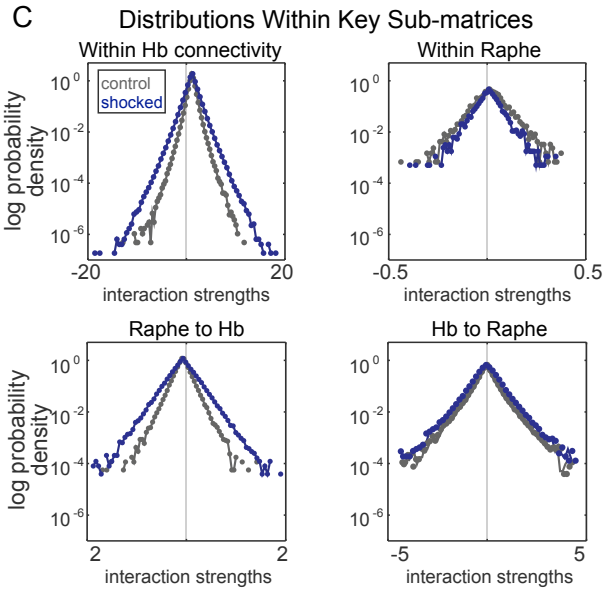 C
Distributions Within Key Sub-matrices
Within Hb connectivity
control
shocked
log probability
density
10^0
10^-2
10^-4
10^-6
-20
20
interaction strengths
Within Raphe
10^0
10^-2
10^-4
10^-6
-0.5
0.5
interaction strengths
Raphe to Hb
log probability
density
10^0
10^-2
10^-4
10^-6
2
2
interaction strengths
Hb to Raphe
10^0
10^-2
10^-4
10^-6
-5
5
interaction strengths